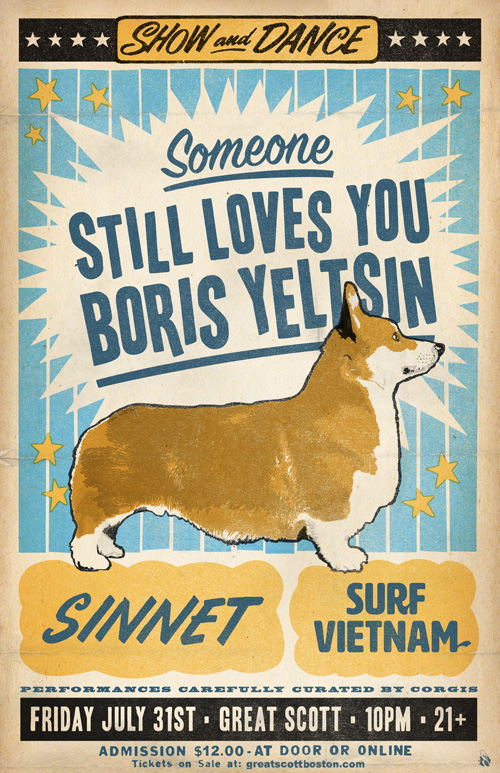 SHOW and DANCE
Someone
STILL LOVES YOU
BORIS YELTSIN
SINNET
SURF
VIETNAM
PERFORMANCES CAREFULLY CURATED BY CORGIS
FRIDAY JULY 31ST · GREAT SCOTT · 10PM · 21+
ADMISSION $12.00-AT DOOR OR ONLINE
Tickets on Sale at: greatscottboston.com